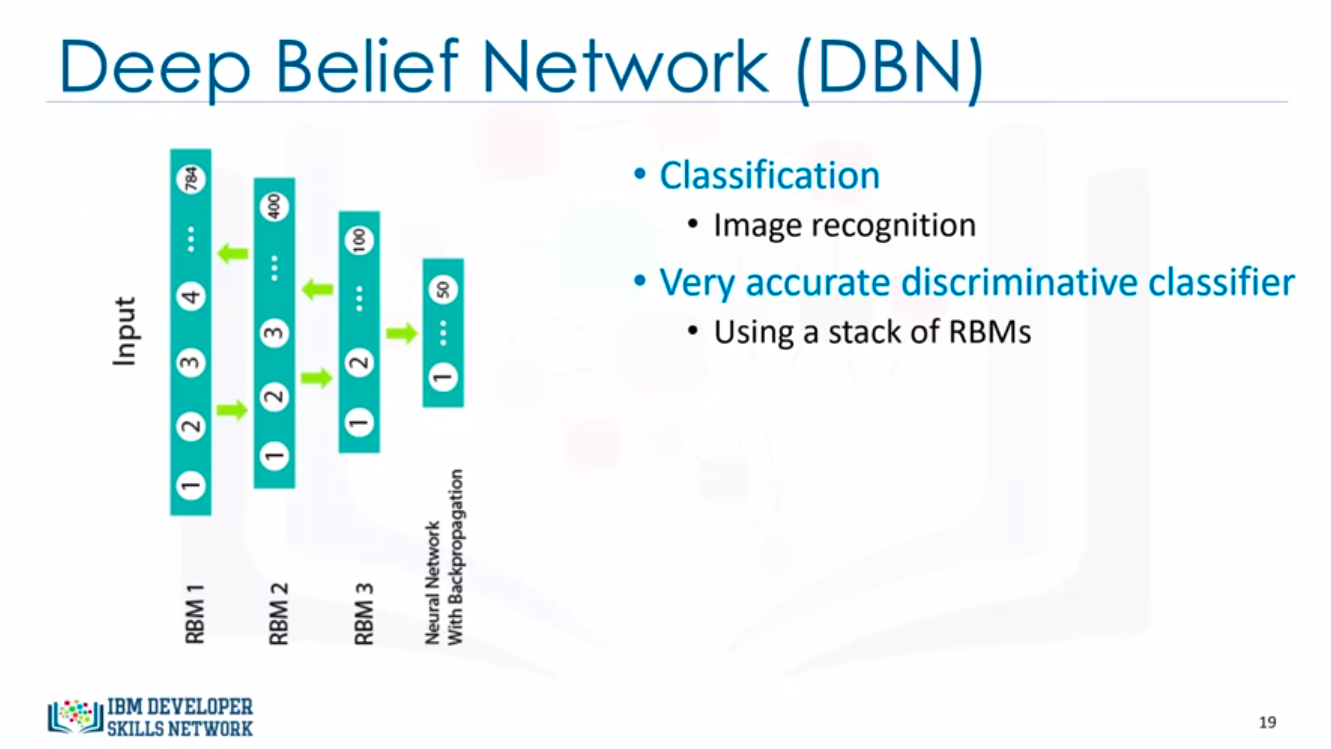 Deep Belief Network (DBN)
Input
RBM 1
1 2 3 4 ... 784
RBM 2
1 2 3 ... 400
RBM 3
1 2 ... 100
Neural Network
With Backpropagation
1 ... 50
• Classification
• Image recognition
• Very accurate discriminative classifier
• Using a stack of RBMs
IBM DEVELOPER
SKILLS NETWORK
19